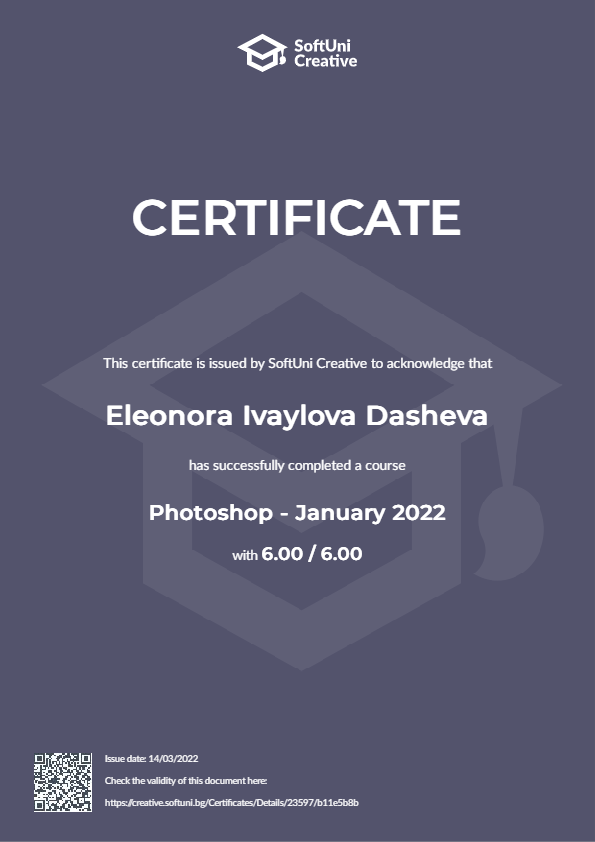 SoftUni
Creative
CERTIFICATE
This certificate is issued by SoftUni Creative to acknowledge that
Eleonora Ivaylova Dasheva
has successfully completed a course
Photoshop - January 2022
with 6.00 / 6.00
Issue date: 14/03/2022
Check the validity of this document here:
https://creative.softuni.bg/Certificates/Details/23597/b11e5b8b